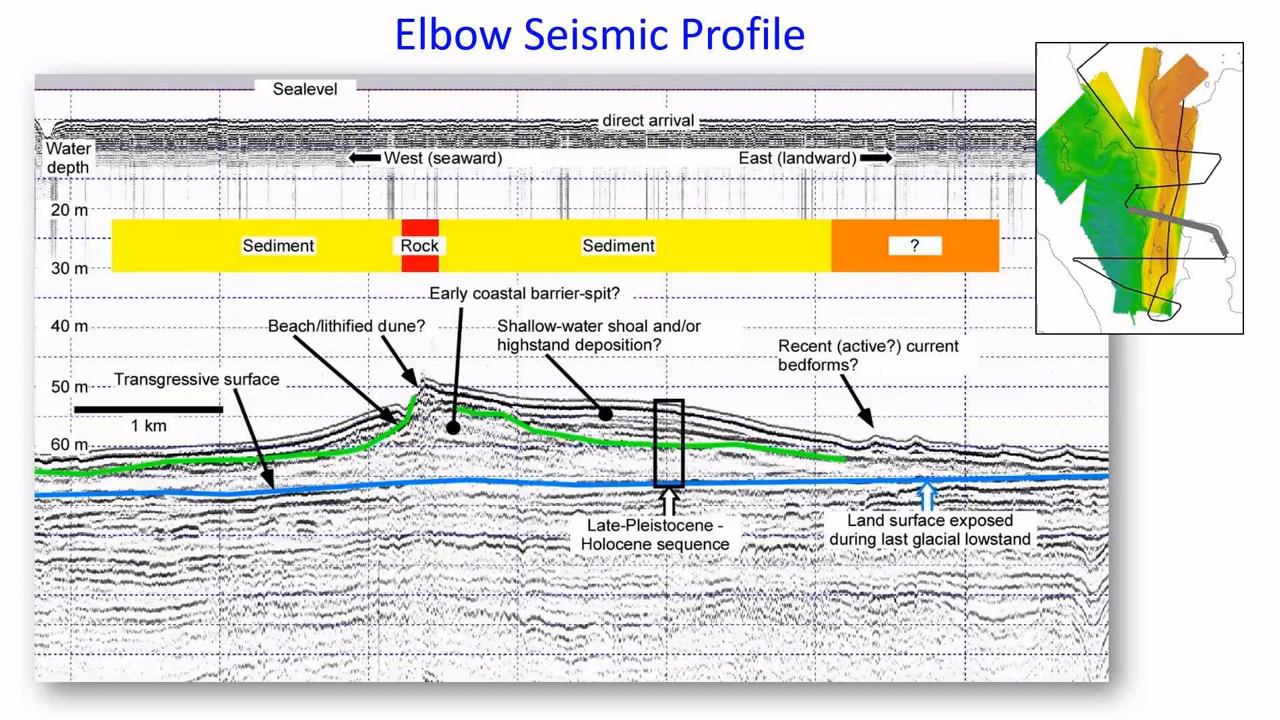 Elbow Seismic Profile
Sealevel
direct arrival
Water
depth
West (seaward)
East (landward)
20 m
Sediment
Rock
Sediment
?
30 m
Early coastal barrier-spit?
40 m
Beach/lithified dune?
Shallow-water shoal and/or
highstand deposition?
Recent (active?) current
bedforms?
50 m
Transgressive surface
1 km
60 m
Late-Pleistocene -
Holocene sequence
Land surface exposed
during last glacial lowstand